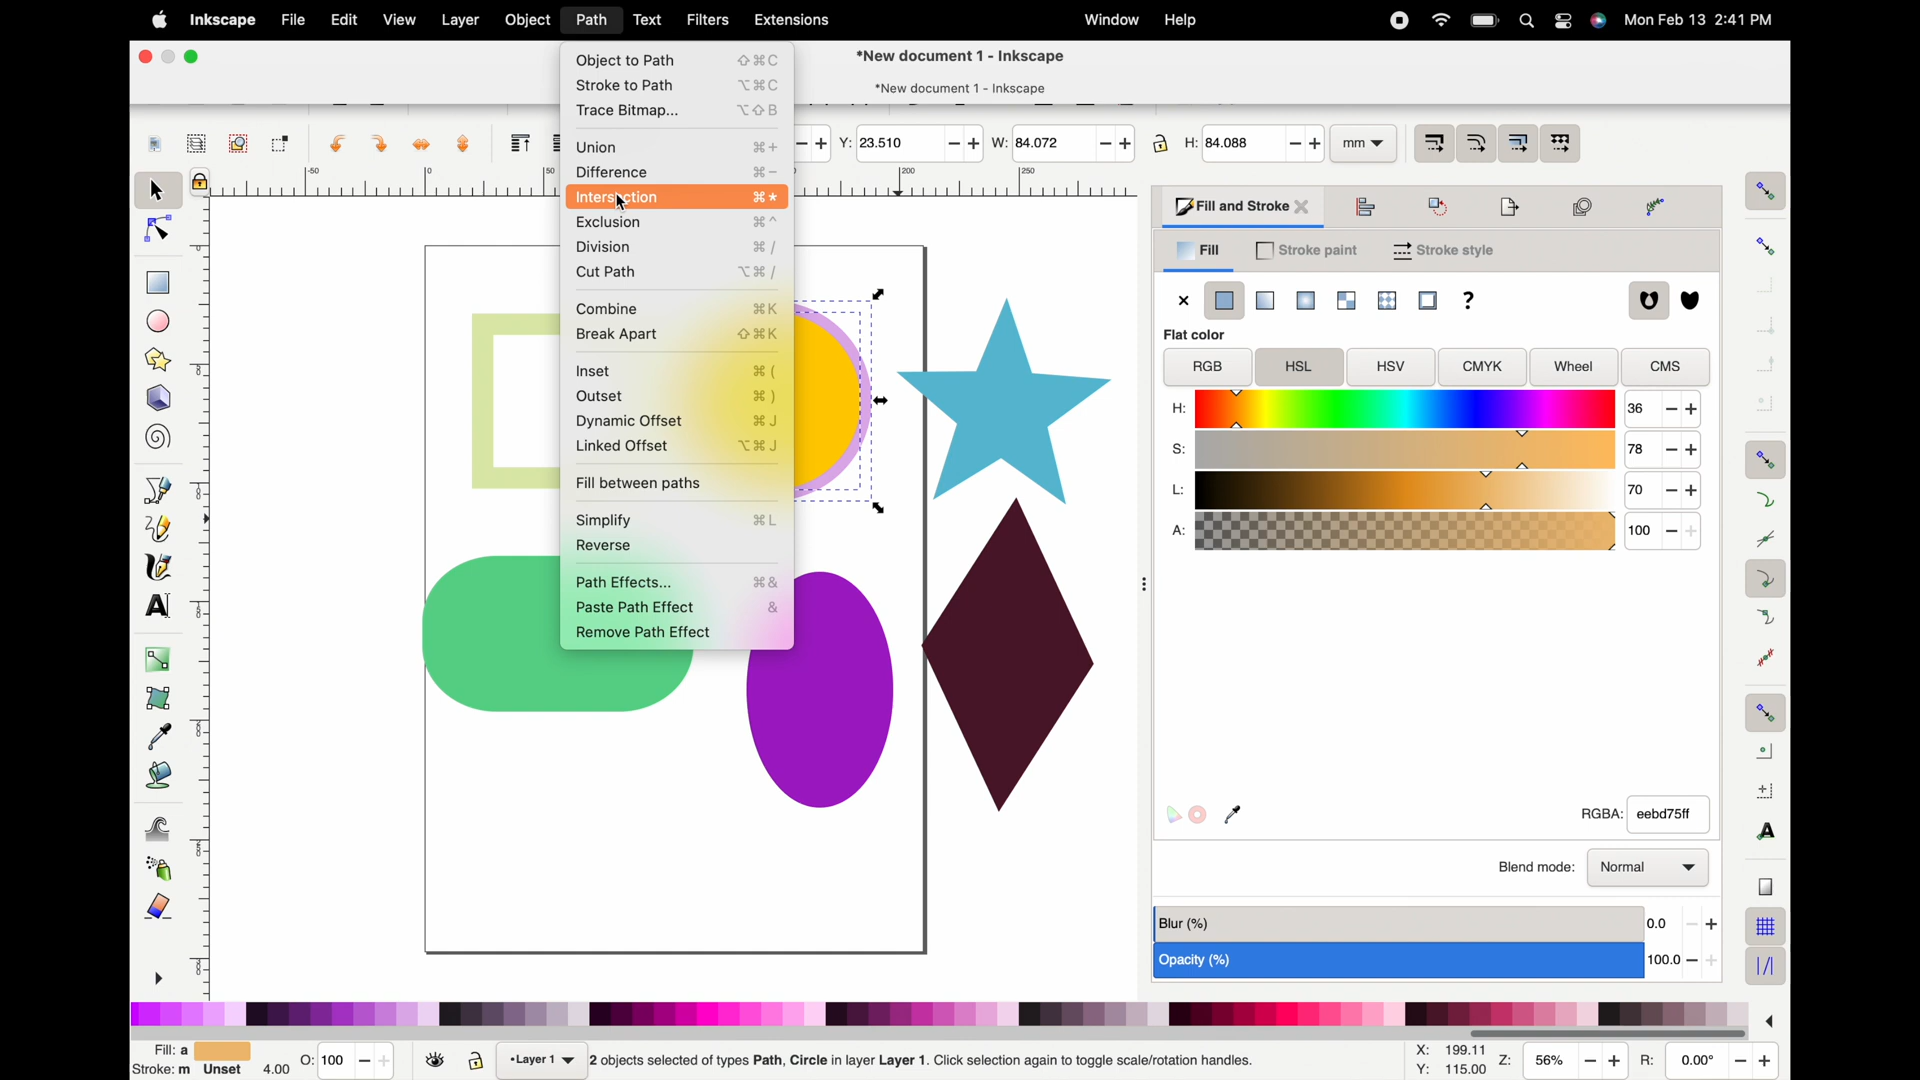 Inkscape File Edit View Layer Object Path Text Filters Extensions Window Help Mon Feb 13 2:41 PM
*New document 1 - Inkscape
*New document 1 - Inkscape
Object to Path ⇧⌘C
Stroke to Path ⌥⌘C
Trace Bitmap... ⌥⇧B
Union ⌘+
Difference ⌘−
Intersection ⌘*
Exclusion ⌘^
Division ⌘/
Cut Path ⌥⌘/
Combine ⌘K
Break Apart ⇧⌘K
Inset ⌘(
Outset ⌘)
Dynamic Offset ⌘J
Linked Offset ⌥⌘J
Fill between paths
Simplify ⌘L
Reverse
Path Effects... ⌘&
Paste Path Effect &
Remove Path Effect
Y: 23.510 − + W: 84.072 − + H: 84.088 − + mm
-50 0 50 200 250
Fill and Stroke
Fill Stroke paint Stroke style
Flat color
RGB HSL HSV CMYK Wheel CMS
H: 36 − +
S: 78 − +
L: 70 − +
A: 100 − +
RGBA: eebd75ff
Blend mode: Normal
Blur (%) 0.0 − +
Opacity (%) 100.0 − +
Fill: a
Stroke: m Unset 4.00
O: 100 − +
•Layer 1
2 objects selected of types Path, Circle in layer Layer 1. Click selection again to toggle scale/rotation handles.
X: 199.11
Y: 115.00
Z: 56% − + R: 0.00° − +